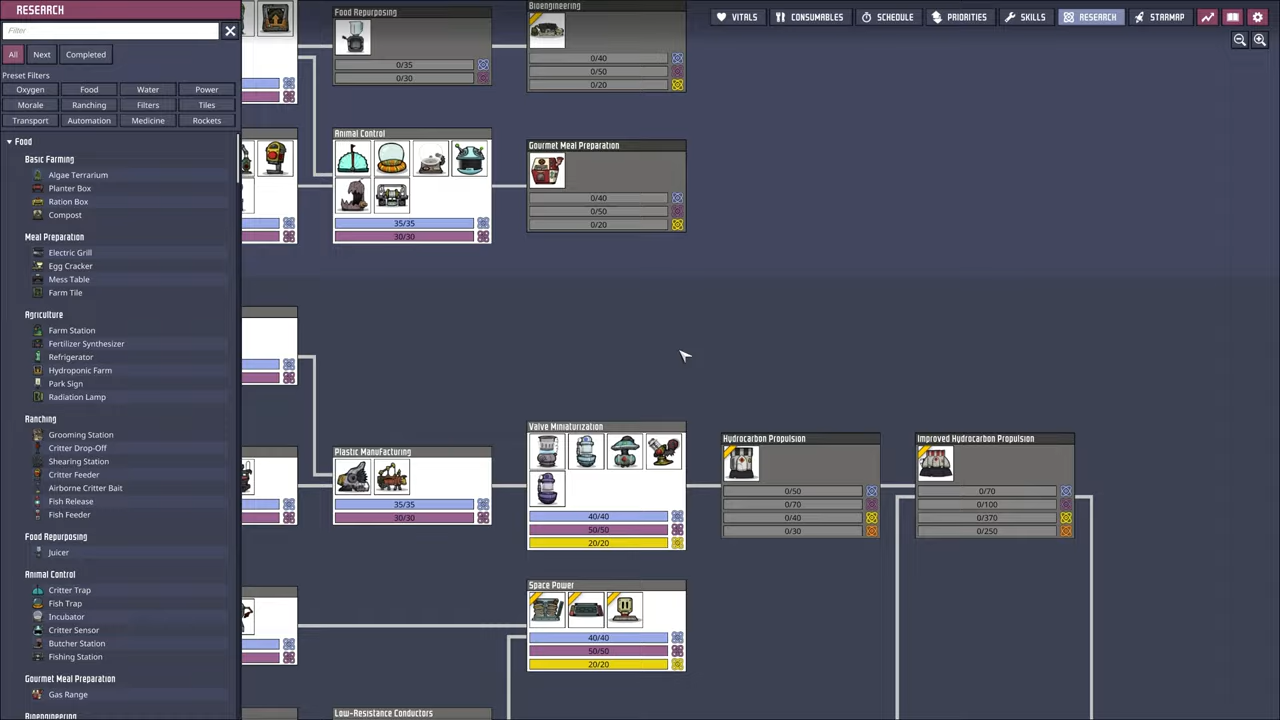 RESEARCH
VITALS CONSUMABLES SCHEDULE PRIORITIES SKILLS RESEARCH STARMAP
Filter
All Next Completed
Preset Filters
Oxygen Food Water Power
Morale Ranching Filters Tiles
Transport Automation Medicine Rockets
Food
Basic Farming
Algae Terrarium
Planter Box
Ration Box
Compost
Meal Preparation
Electric Grill
Egg Cracker
Mess Table
Farm Tile
Agriculture
Farm Station
Fertilizer Synthesizer
Refrigerator
Hydroponic Farm
Park Sign
Radiation Lamp
Ranching
Grooming Station
Critter Drop-Off
Shearing Station
Critter Feeder
Airborne Critter Bait
Fish Release
Fish Feeder
Food Repurposing
Juicer
Animal Control
Critter Trap
Fish Trap
Incubator
Critter Sensor
Butcher Station
Fishing Station
Gourmet Meal Preparation
Gas Range
Bioengineering
Food Repurposing
0/35
0/30
Bioengineering
0/40
0/50
0/20
Animal Control
35/35
30/30
Gourmet Meal Preparation
0/40
0/50
0/20
Plastic Manufacturing
35/35
30/30
Valve Miniaturization
40/40
50/50
20/20
Hydrocarbon Propulsion
0/50
0/70
0/40
0/30
Improved Hydrocarbon Propulsion
0/70
0/100
0/370
0/250
Space Power
40/40
50/50
20/20
Low-Resistance Conductors